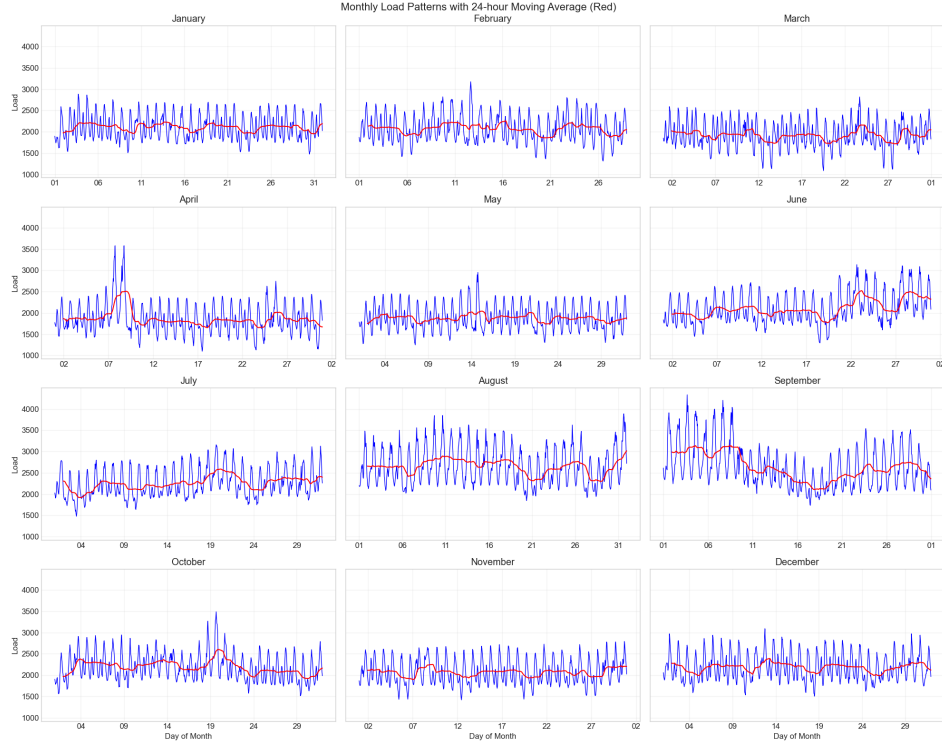 Monthly Load Patterns with 24-hour Moving Average (Red)
January February March
Load
4000
3500
3000
2500
2000
1500
1000
01 06 11 16 21 26 31
01 06 11 16 21 26
02 07 12 17 22 27 01
April May June
Load
4000
3500
3000
2500
2000
1500
1000
02 07 12 17 22 27 02
04 09 14 19 24 29
02 07 12 17 22 27 02
July August September
Load
4000
3500
3000
2500
2000
1500
1000
04 09 14 19 24 29
01 06 11 16 21 26 31
01 06 11 16 21 26 01
October November December
Load
4000
3500
3000
2500
2000
1500
1000
04 09 14 19 24 29
02 07 12 17 22 27 02
04 09 14 19 24 29
Day of Month Day of Month Day of Month